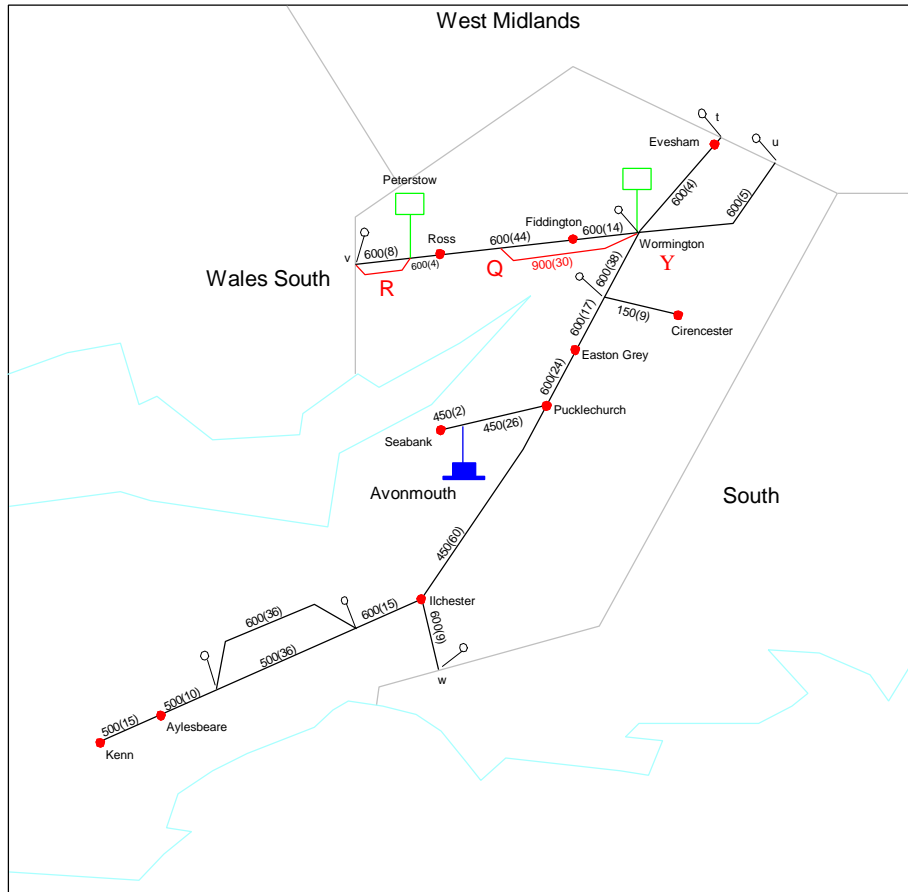 West Midlands
t
u
Evesham
Peterstow
600(4)
600(5)
Fiddington
600(14)
Ross
600(44)
Wormington
v
600(8)
600(4)
Q
900(30)
Y
Wales South
R
600(38)
150(9)
Cirencester
600(17)
Easton Grey
600(24)
Pucklechurch
450(2)
450(26)
Seabank
Avonmouth
South
450(60)
Ilchester
600(36)
600(15)
600(9)
500(36)
w
500(10)
Aylesbeare
500(15)
Kenn